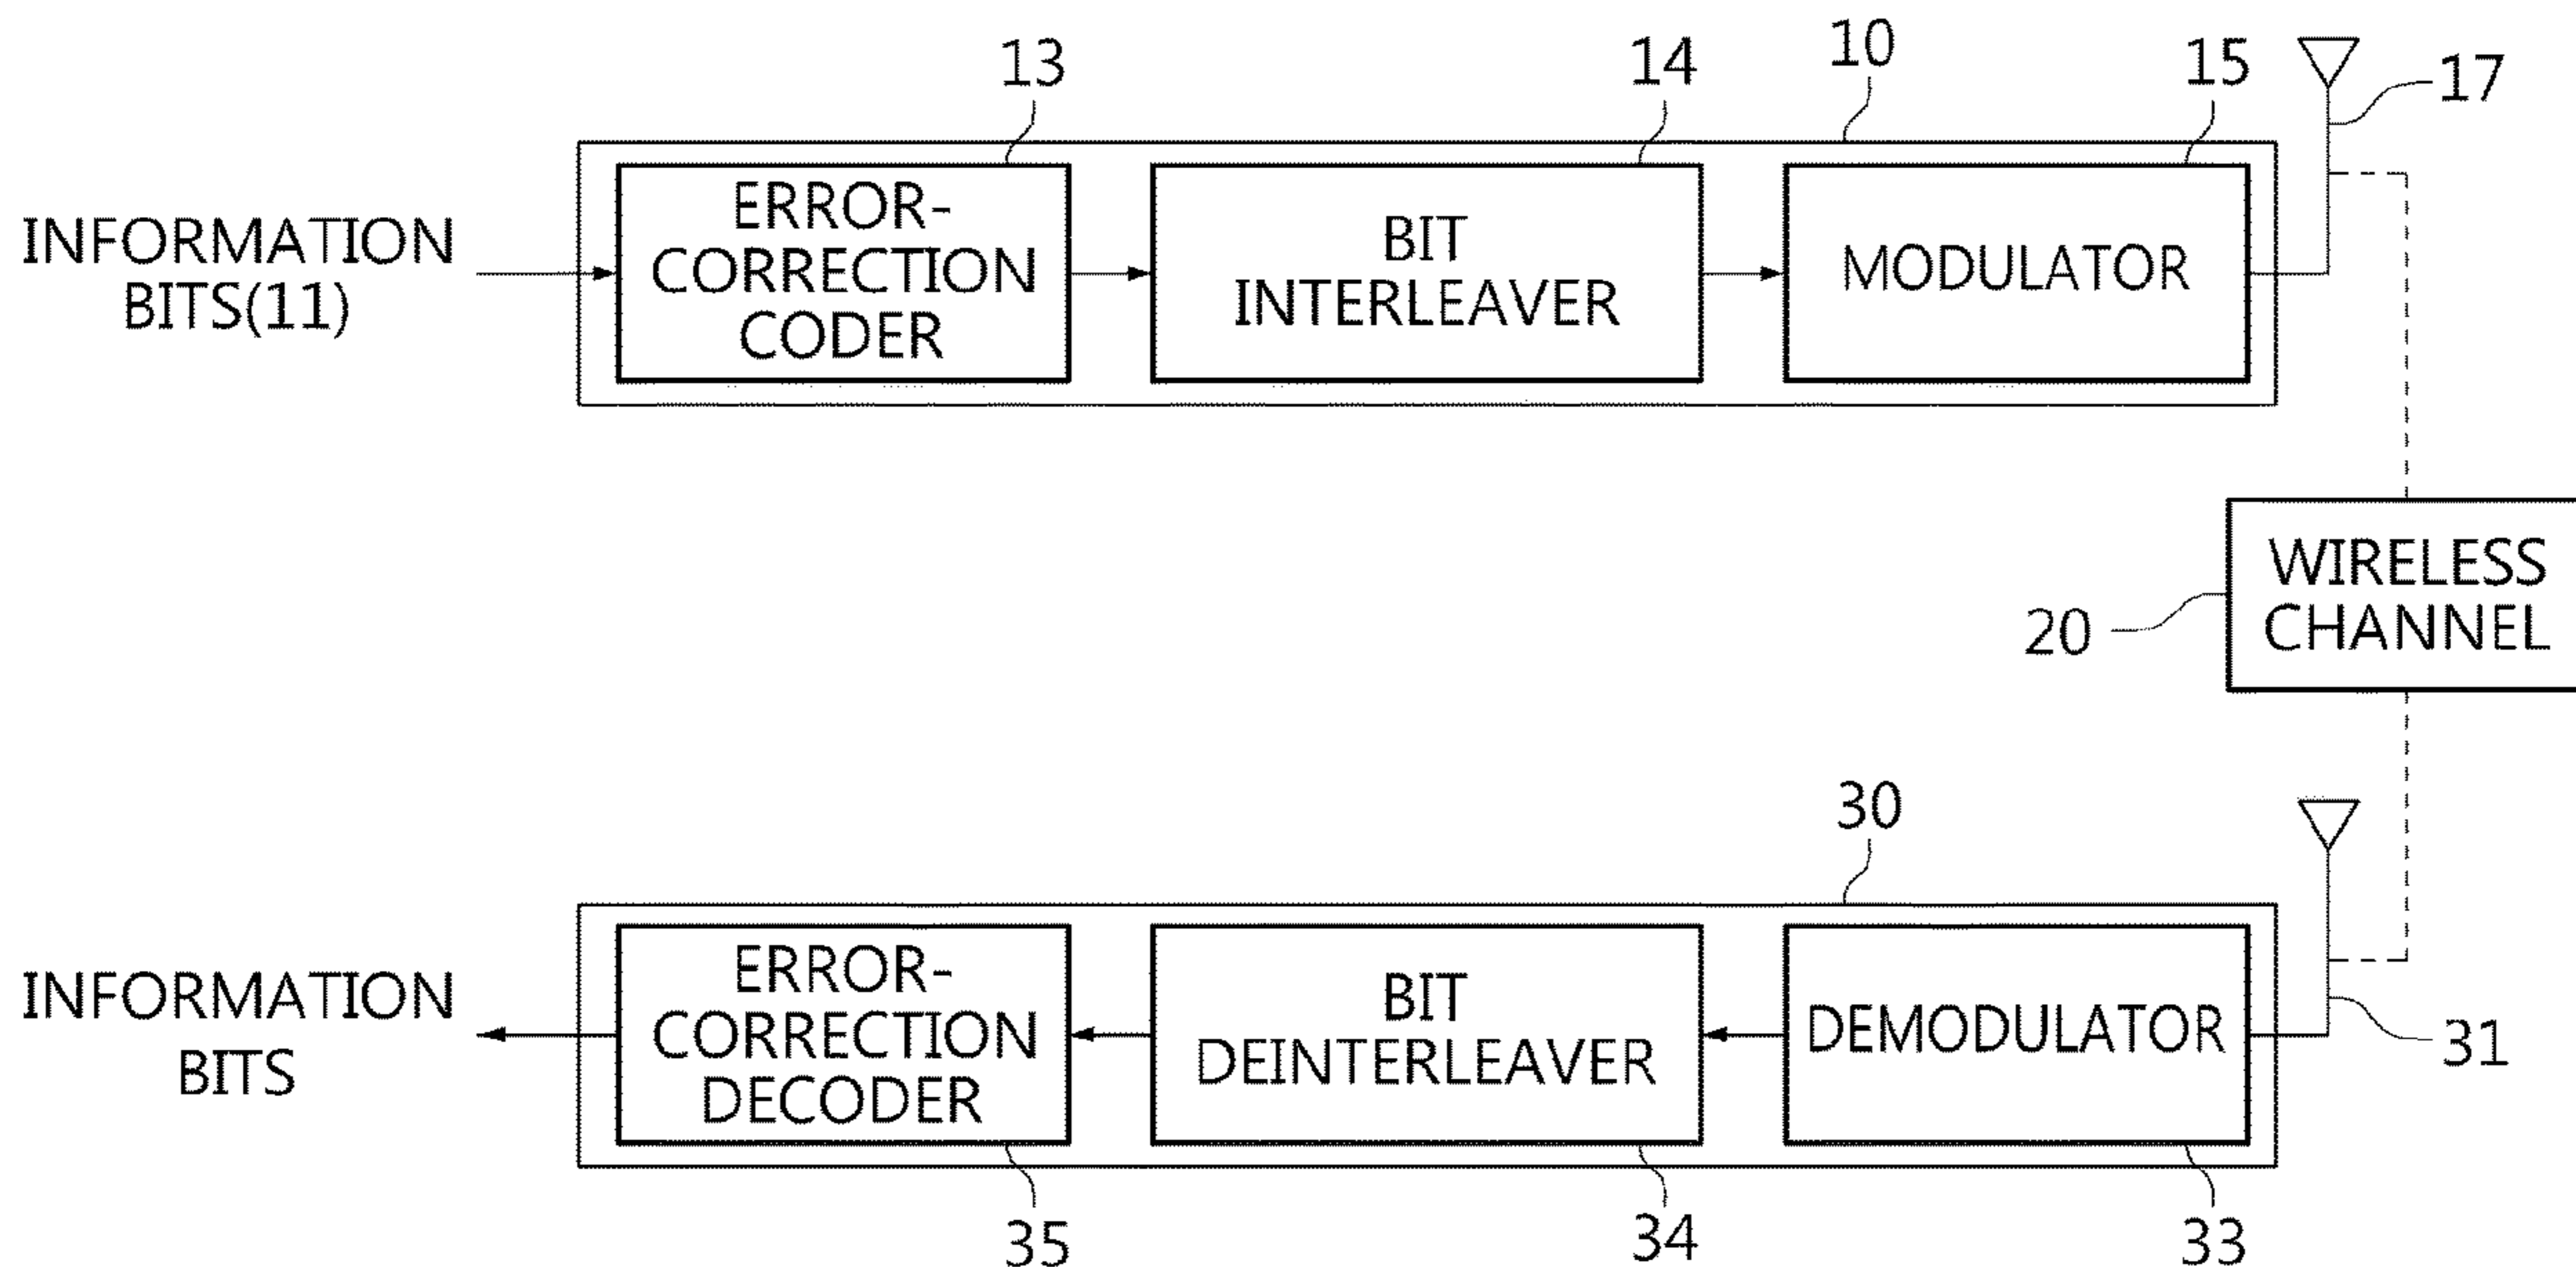 13
14
10
15
17
INFORMATION
BITS(11)
ERROR-
CORRECTION
CODER
BIT
INTERLEAVER
MODULATOR
WIRELESS
CHANNEL
20
30
INFORMATION
BITS
ERROR-
CORRECTION
DECODER
BIT
DEINTERLEAVER
DEMODULATOR
31
35
34
33